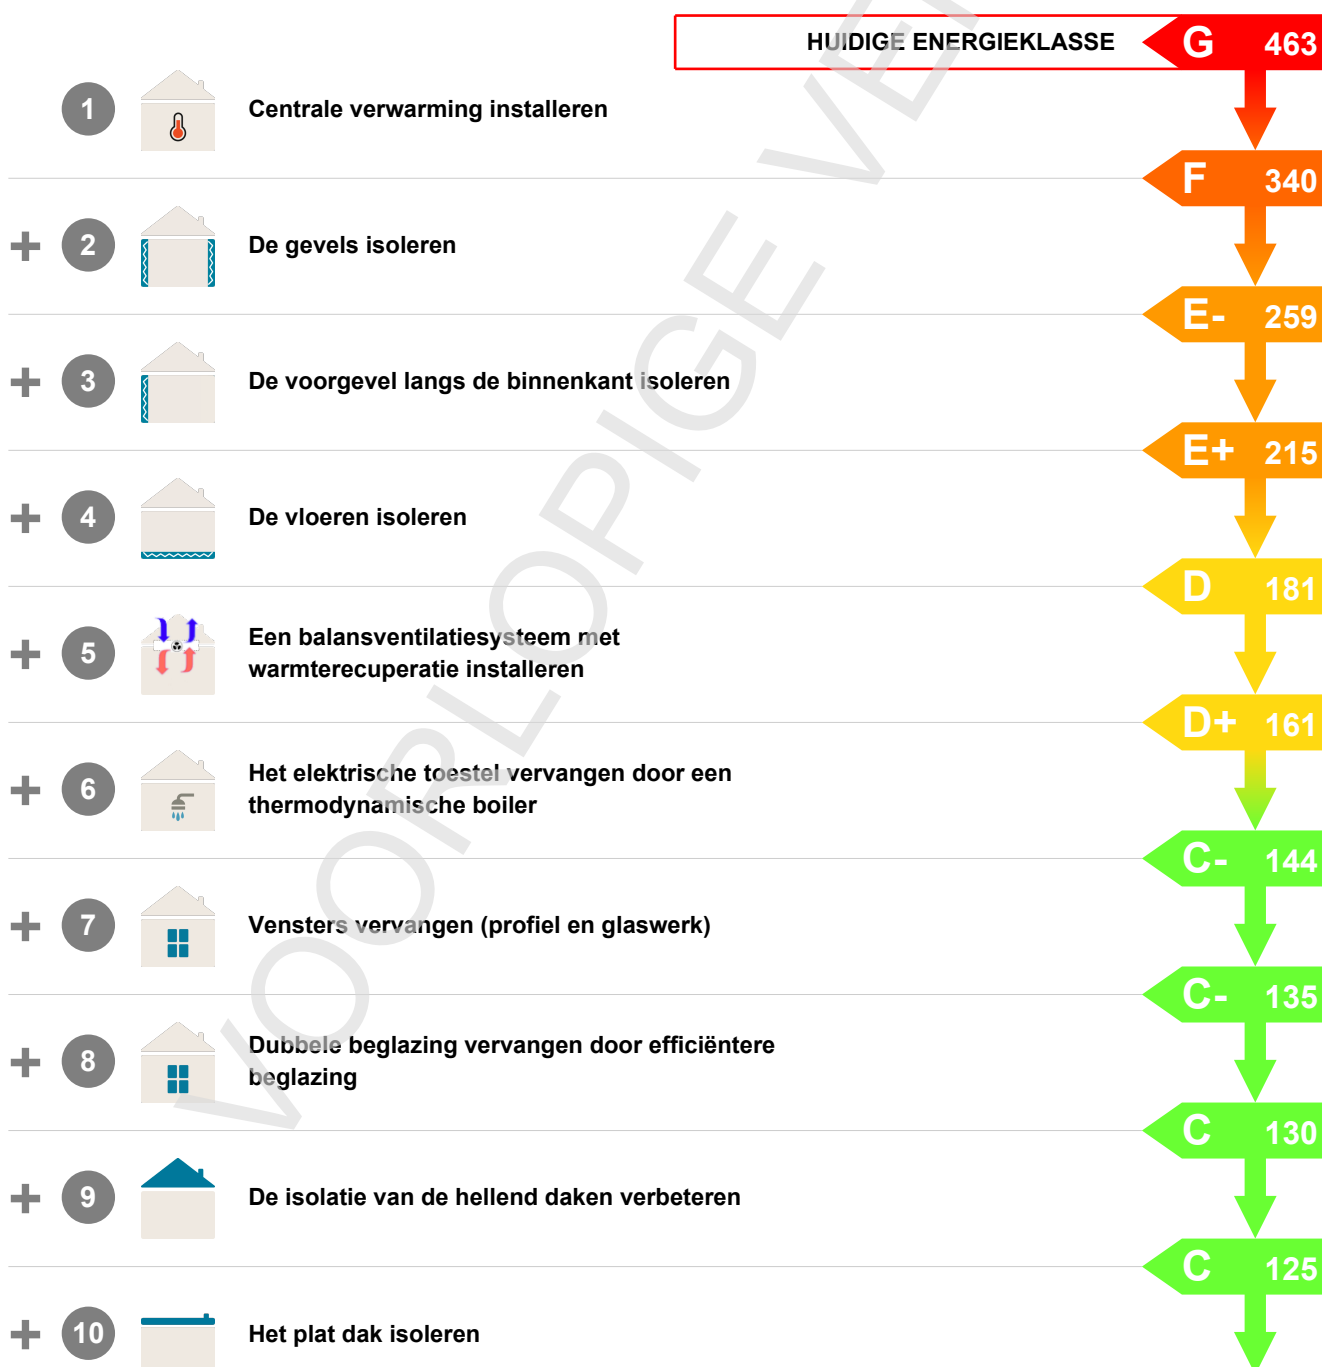 HUIDIGE ENERGIEKLASSE G 463
1 Centrale verwarming installeren
F 340
+ 2 De gevels isoleren
E- 259
+ 3 De voorgevel langs de binnenkant isoleren
E+ 215
+ 4 De vloeren isoleren
D 181
+ 5 Een balansventilatiesysteem met
warmterecuperatie installeren
D+ 161
+ 6 Het elektrische toestel vervangen door een
thermodynamische boiler
C- 144
+ 7 Vensters vervangen (profiel en glaswerk)
C- 135
+ 8 Dubbele beglazing vervangen door efficiëntere
beglazing
C 130
+ 9 De isolatie van de hellend daken verbeteren
C 125
+ 10 Het plat dak isoleren
VOORLOPIGE